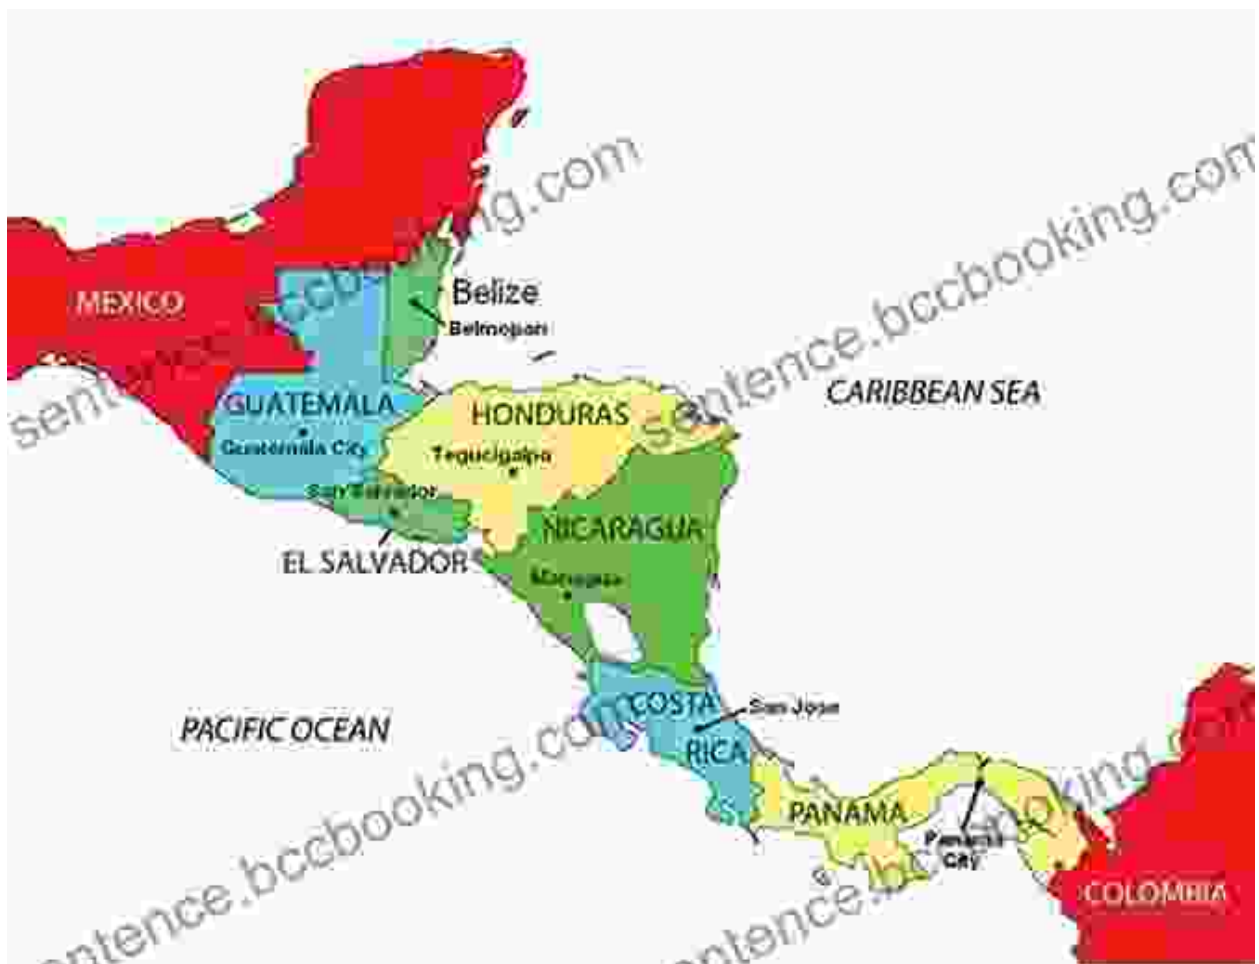 sentence.bccbooking.com
sentence.bccbooking.com
MEXICO
Belize
Belmopan
CARIBBEAN SEA
GUATEMALA
HONDURAS
Guatemala City
Tegucigalpa
San Salvador
NICARAGUA
EL SALVADOR
Managua
COSTA
San Jose
PACIFIC OCEAN
RICA
PANAMA
Panama
City
COLOMBIA
sentence.bccbooking.com
sentence.bccbooking.com